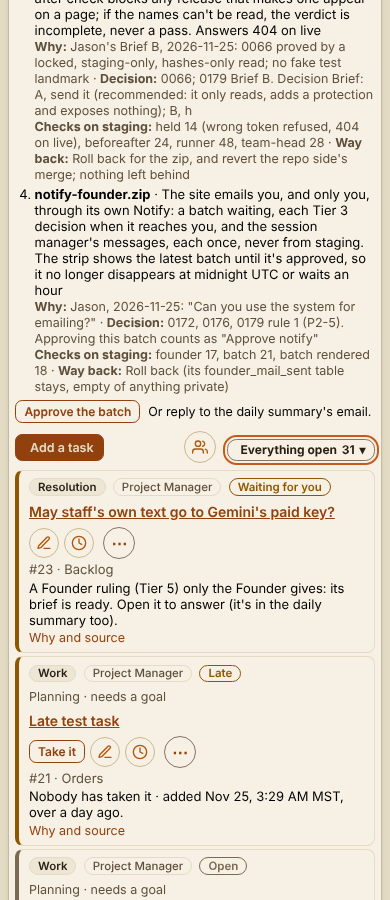 after check blocks any release that makes one appear
on a page; if the names can't be read, the verdict is
incomplete, never a pass. Answers 404 on live
Why: Jason's Brief B, 2026-11-25: 0066 proved by a
locked, staging-only, hashes-only read; no fake test
landmark · Decision: 0066; 0179 Brief B. Decision Brief:
A, send it (recommended: it only reads, adds a protection
and exposes nothing); B, h
Checks on staging: held 14 (wrong token refused, 404
on live), beforeafter 24, runner 48, team-head 28 · Way
back: Roll back for the zip, and revert the repo side's
merge; nothing left behind
4. notify-founder.zip · The site emails you, and only you,
through its own Notify: a batch waiting, each Tier 3
decision when it reaches you, and the session
manager's messages, each once, never from staging.
The strip shows the latest batch until it's approved, so
it no longer disappears at midnight UTC or waits an
hour
Why: Jason, 2026-11-25: "Can you use the system for
emailing?" · Decision: 0172, 0176, 0179 rule 1 (P2-5).
Approving this batch counts as "Approve notify"
Checks on staging: founder 17, batch 21, batch rendered
18 · Way back: Roll back (its founder_mail_sent table
stays, empty of anything private)
Approve the batch Or reply to the daily summary's email.
Add a task Everything open 31 ▾
Resolution Project Manager Waiting for you
May staff's own text go to Gemini's paid key?
#23 · Backlog
A Founder ruling (Tier 5) only the Founder gives: its
brief is ready. Open it to answer (it's in the daily
summary too).
Why and source
Work Project Manager Late
Planning · needs a goal
Late test task
Take it
#21 · Orders
Nobody has taken it · added Nov 25, 3:29 AM MST,
over a day ago.
Why and source
Work Project Manager Open
Planning · needs a goal